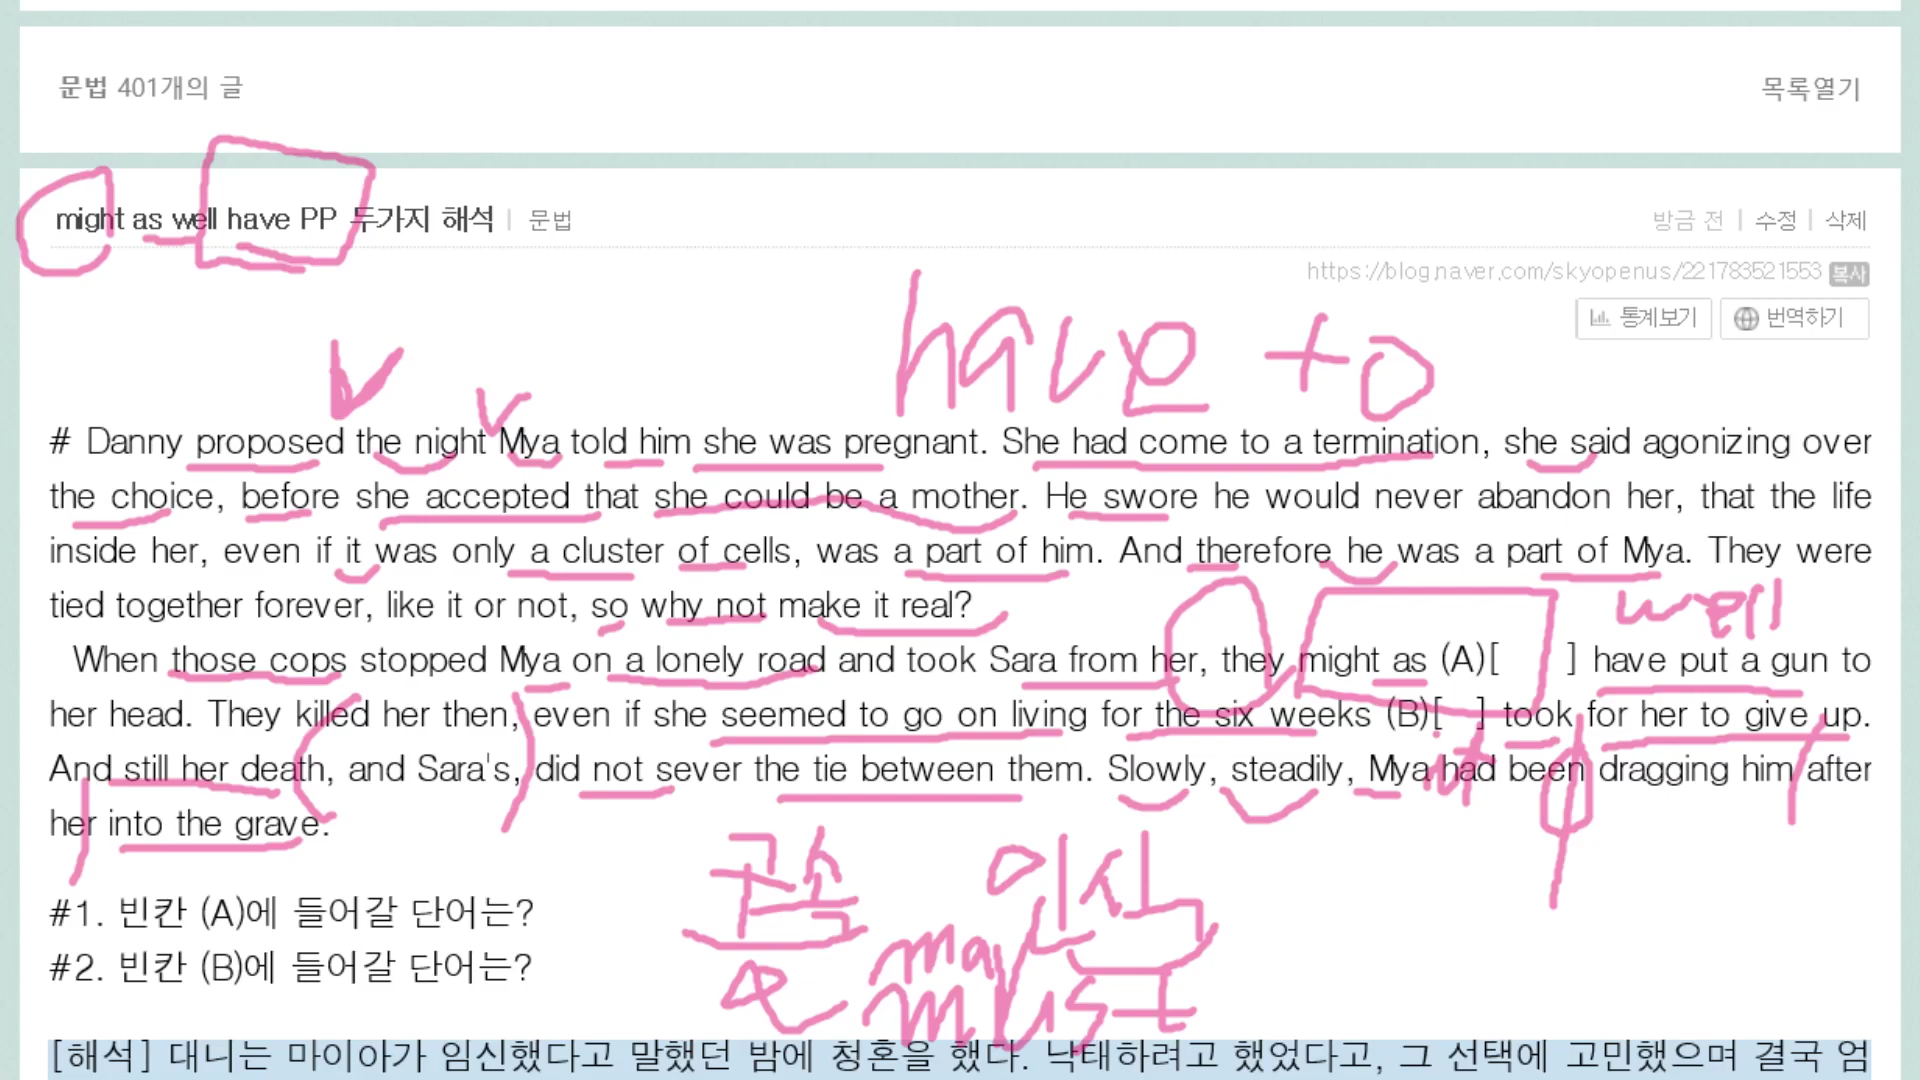 문법 401개의 글
목록열기
might as well have PP 두가지 해석 | 문법
방금 전 | 수정 | 삭제
https://blog.naver.com/skyopenus/221783521553 복사
통계보기
번역하기
have to
# Danny proposed the night Mya told him she was pregnant. She had come to a termination, she said agonizing over
the choice, before she accepted that she could be a mother. He swore he would never abandon her, that the life
inside her, even if it was only a cluster of cells, was a part of him. And therefore he was a part of Mya. They were
tied together forever, like it or not, so why not make it real?
well
When those cops stopped Mya on a lonely road and took Sara from her, they might as (A)[ ] have put a gun to
her head. They killed her then, even if she seemed to go on living for the six weeks (B)[ ] took for her to give up.
it
And still her death, and Sara's, did not sever the tie between them. Slowly, steadily, Mya had been dragging him after
her into the grave.
구속
인상
#1. 빈칸 (A)에 들어갈 단어는?
may
#2. 빈칸 (B)에 들어갈 단어는?
must
[해석] 대니는 마이아가 임신했다고 말했던 밤에 청혼을 했다. 낙태하려고 했었다고, 그 선택에 고민했으며 결국 엄